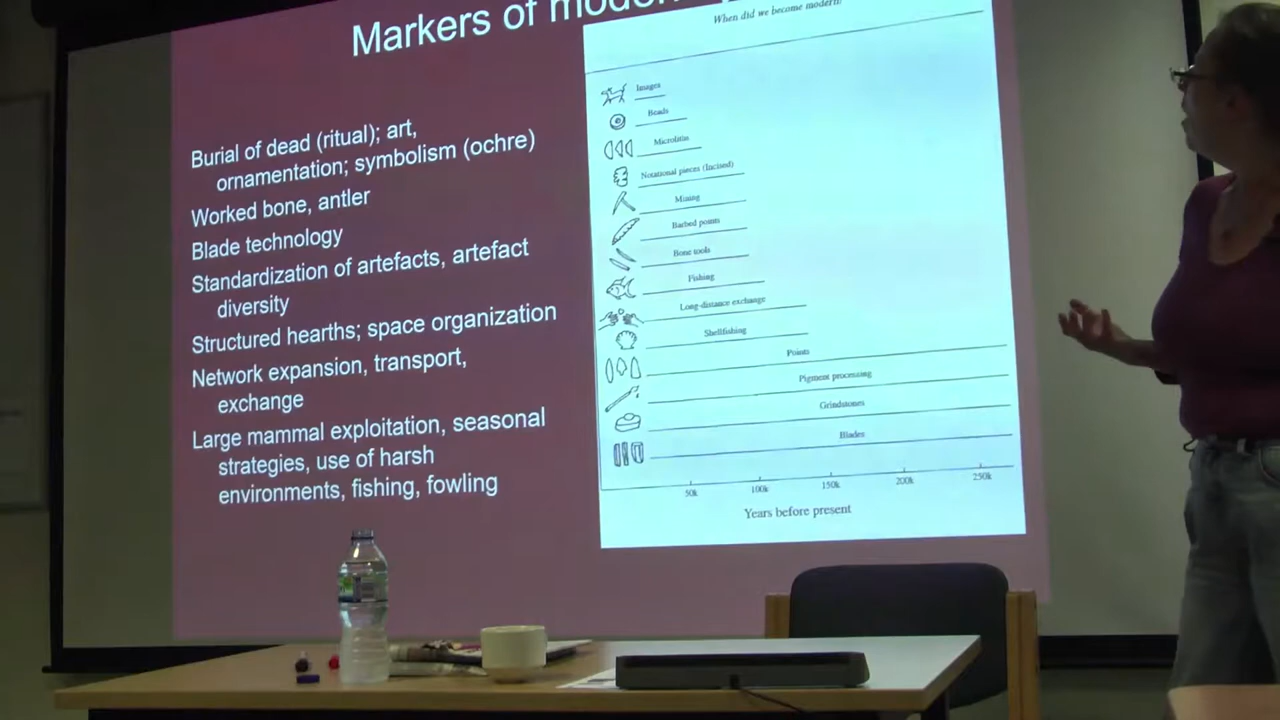 Markers of modern
Burial of dead (ritual); art,
ornamentation; symbolism (ochre)
Worked bone, antler
Blade technology
Standardization of artefacts, artefact
diversity
Structured hearths; space organization
Network expansion, transport,
exchange
Large mammal exploitation, seasonal
strategies, use of harsh
environments, fishing, fowling
When did we become modern?
Images
Beads
Microliths
Notational pieces (Incised)
Mining
Barbed points
Bone tools
Fishing
Long-distance exchange
Shellfishing
Points
Pigment processing
Grindstones
Blades
50k 100k 150k 200k 250k
Years before present